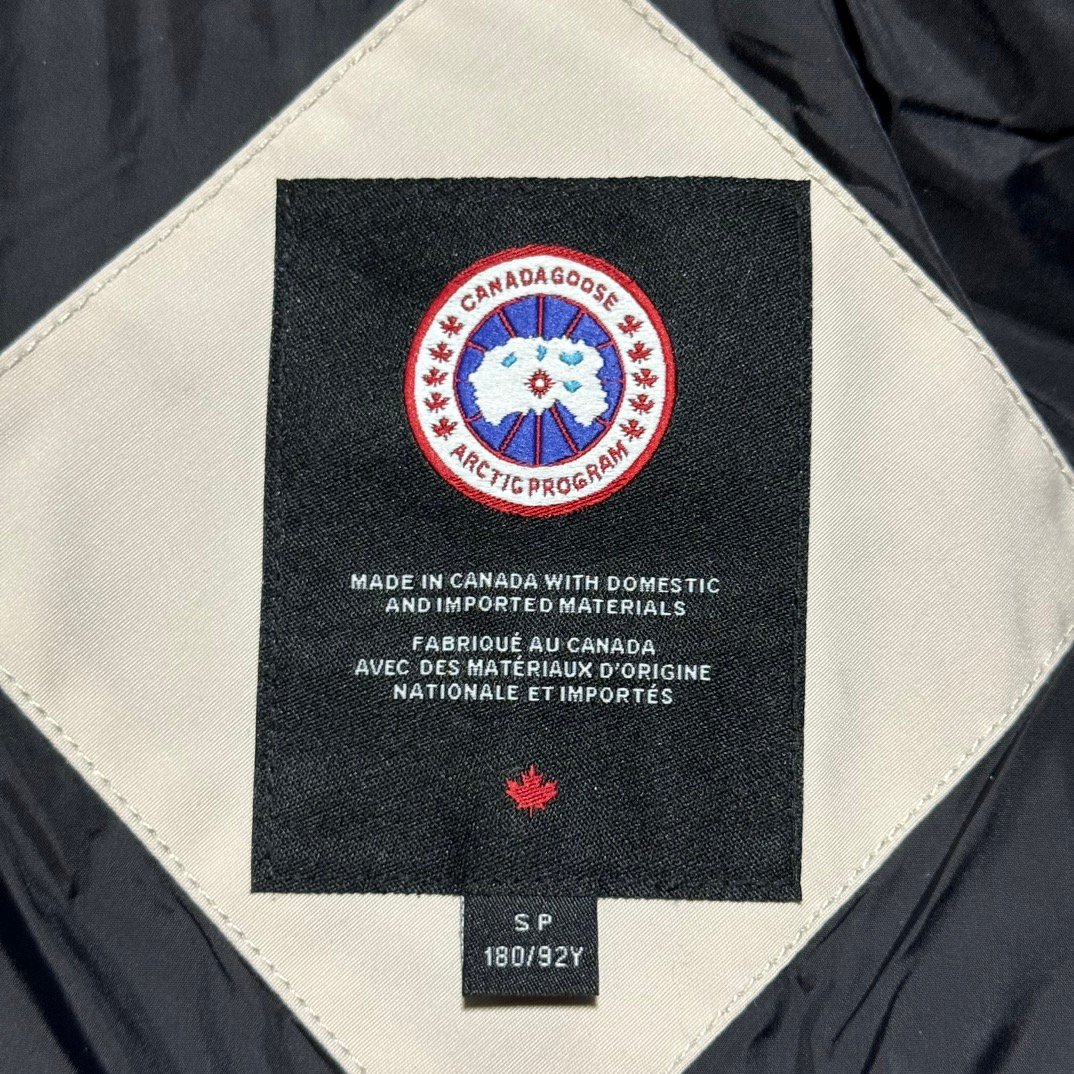 CANADA GOOSE
ARCTIC PROGRAM
MADE IN CANADA WITH DOMESTIC
AND IMPORTED MATERIALS
FABRIQUÉ AU CANADA
AVEC DES MATÉRIAUX D'ORIGINE
NATIONALE ET IMPORTÉS
S P
180/92Y